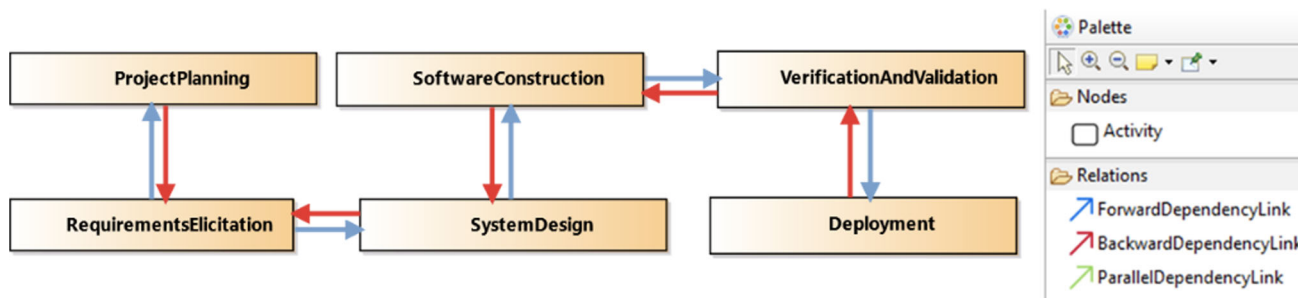 ProjectPlanning
SoftwareConstruction
VerificationAndValidation
RequirementsElicitation
SystemDesign
Deployment
Palette
Nodes
Activity
Relations
ForwardDependencyLink
BackwardDependencyLink
ParallelDependencyLink